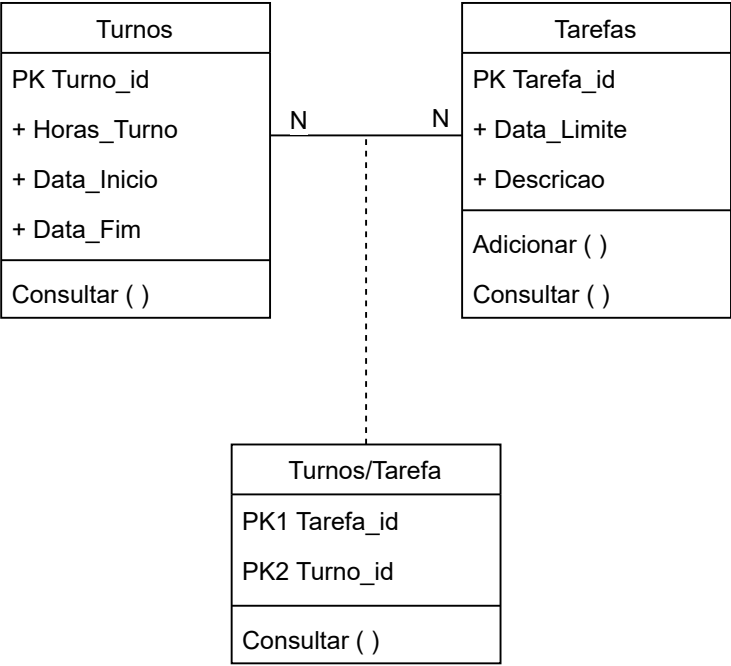 Turnos
PK Turno_id
+ Horas_Turno
+ Data_Inicio
+ Data_Fim
Consultar ( )
N
N
Tarefas
PK Tarefa_id
+ Data_Limite
+ Descricao
Adicionar ( )
Consultar ( )
Turnos/Tarefa
PK1 Tarefa_id
PK2 Turno_id
Consultar ( )